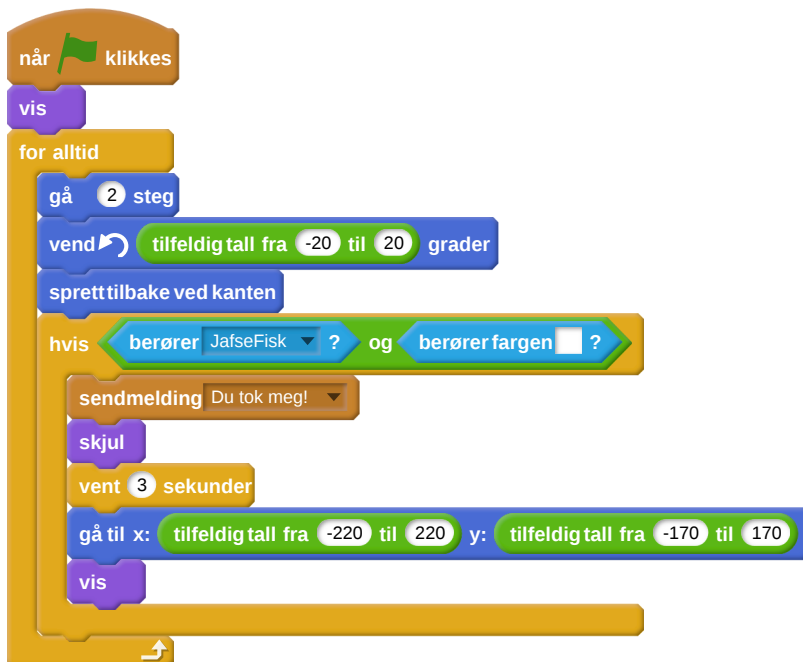 når klikkes
vis
for alltid
gå 2 steg
vend tilfeldig tall fra -20 til 20 grader
sprett tilbake ved kanten
hvis berører JafseFisk ? og berører fargen ?
send melding Du tok meg!
skjul
vent 3 sekunder
gå til x: tilfeldig tall fra -220 til 220 y: tilfeldig tall fra -170 til 170
vis